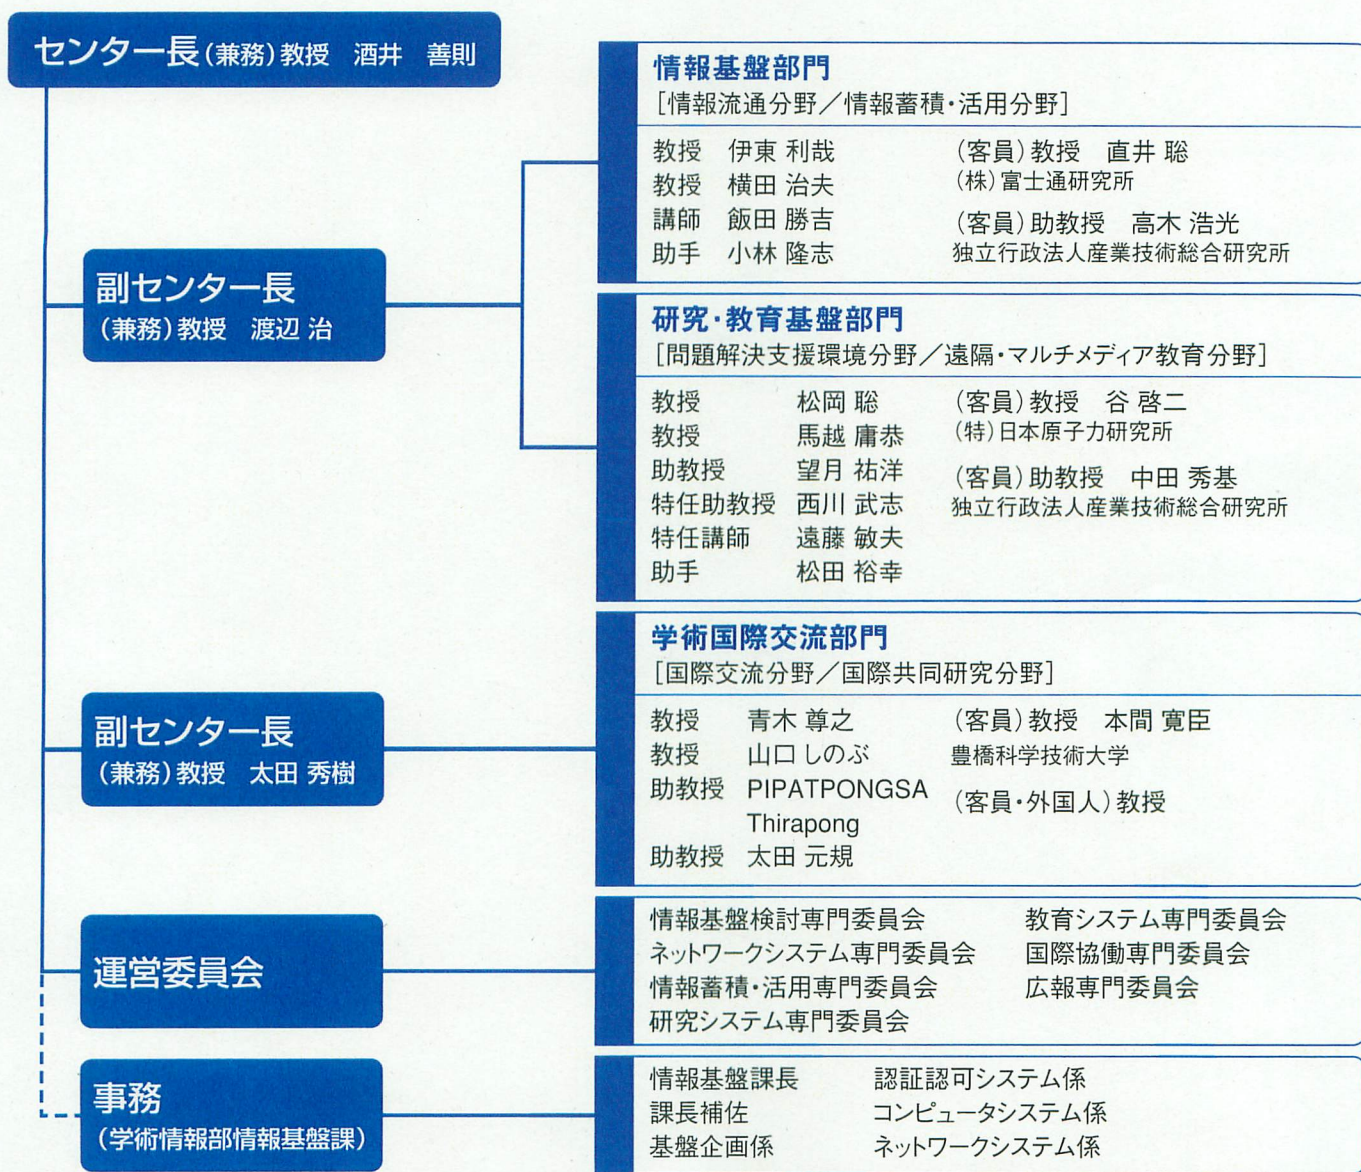 センター長(兼務)教授 酒井 善則
副センター長
(兼務)教授 渡辺 治
情報基盤部門
[情報流通分野／情報蓄積・活用分野]
教授 伊東 利哉
教授 横田 治夫
講師 飯田 勝吉
助手 小林 隆志
(客員)教授 直井 聡
(株)富士通研究所
(客員)助教授 高木 浩光
独立行政法人産業技術総合研究所
研究・教育基盤部門
[問題解決支援環境分野／遠隔・マルチメディア教育分野]
教授 松岡 聡
教授 馬越 庸恭
助教授 望月 祐洋
特任助教授 西川 武志
特任講師 遠藤 敏夫
助手 松田 裕幸
(客員)教授 谷 啓二
(特)日本原子力研究所
(客員)助教授 中田 秀基
独立行政法人産業技術総合研究所
副センター長
(兼務)教授 太田 秀樹
学術国際交流部門
[国際交流分野／国際共同研究分野]
教授 青木 尊之
教授 山口 しのぶ
助教授 PIPATPONGSA
Thirapong
助教授 太田 元規
(客員)教授 本間 寛臣
豊橋科学技術大学
(客員・外国人)教授
運営委員会
情報基盤検討専門委員会
ネットワークシステム専門委員会
情報蓄積・活用専門委員会
研究システム専門委員会
教育システム専門委員会
国際協働専門委員会
広報専門委員会
事務
(学術情報部情報基盤課)
情報基盤課長
課長補佐
基盤企画係
認証認可システム係
コンピュータシステム係
ネットワークシステム係